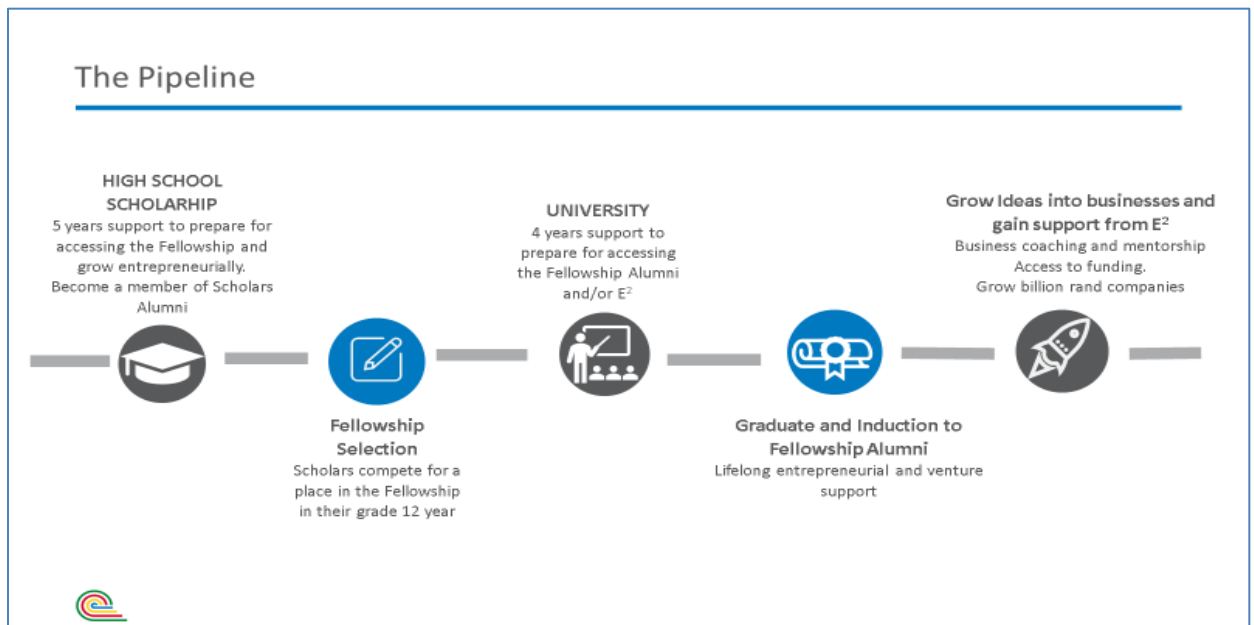 The Pipeline
HIGH SCHOOL
SCHOLARHIP
5 years support to prepare for
accessing the Fellowship and
grow entrepreneurially.
Become a member of Scholars
Alumni
Fellowship
Selection
Scholars compete for a
place in the Fellowship
in their grade 12 year
UNIVERSITY
4 years support to
prepare for accessing
the Fellowship Alumni
and/or E²
Graduate and Induction to
Fellowship Alumni
Lifelong entrepreneurial and venture
support
Grow Ideas into businesses and
gain support from E²
Business coaching and mentorship
Access to funding.
Grow billion rand companies